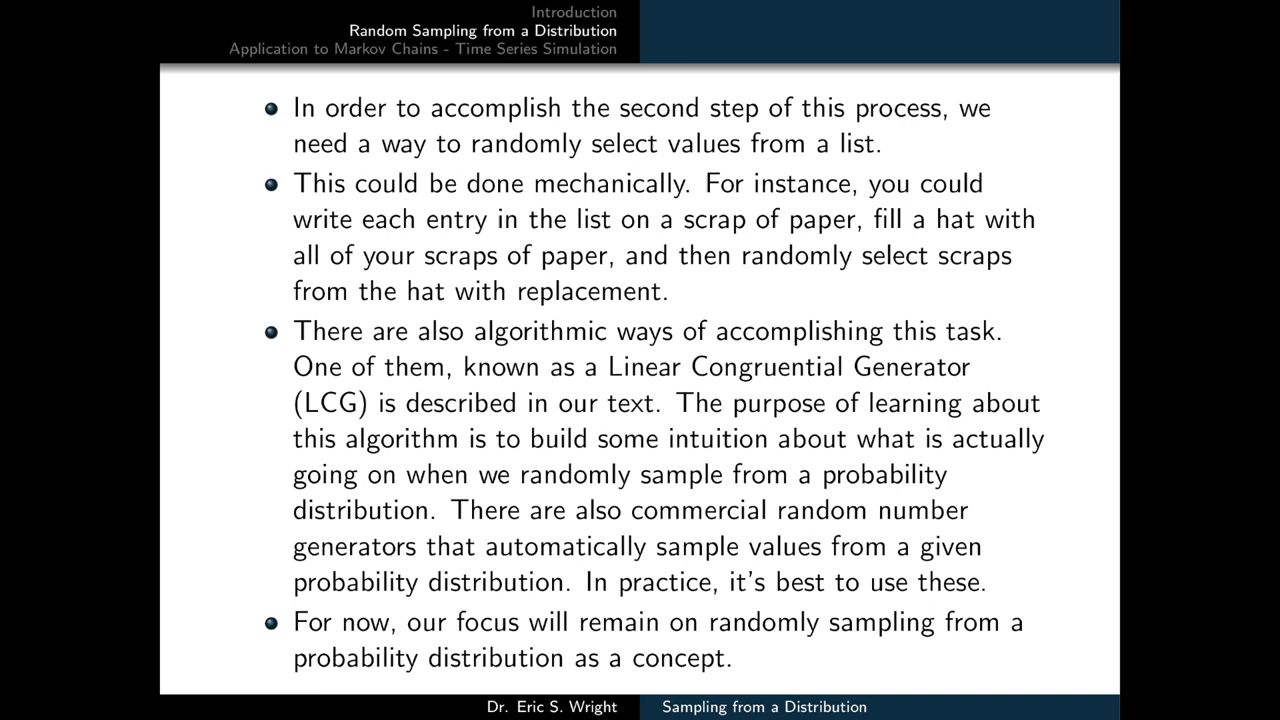 Introduction
Random Sampling from a Distribution
Application to Markov Chains - Time Series Simulation
In order to accomplish the second step of this process, we
need a way to randomly select values from a list.
This could be done mechanically. For instance, you could
write each entry in the list on a scrap of paper, fill a hat with
all of your scraps of paper, and then randomly select scraps
from the hat with replacement.
There are also algorithmic ways of accomplishing this task.
One of them, known as a Linear Congruential Generator
(LCG) is described in our text. The purpose of learning about
this algorithm is to build some intuition about what is actually
going on when we randomly sample from a probability
distribution. There are also commercial random number
generators that automatically sample values from a given
probability distribution. In practice, it's best to use these.
For now, our focus will remain on randomly sampling from a
probability distribution as a concept.
Dr. Eric S. Wright
Sampling from a Distribution